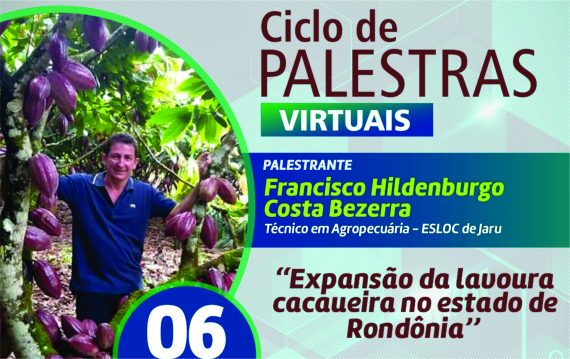 Ciclo de
PALESTRAS
VIRTUAIS
PALESTRANTE
Francisco Hildenburgo
Costa Bezerra
Técnico em Agropecuária – ESLOC de Jaru
“Expansão da lavoura
cacaueira no estado de
Rondônia”
06